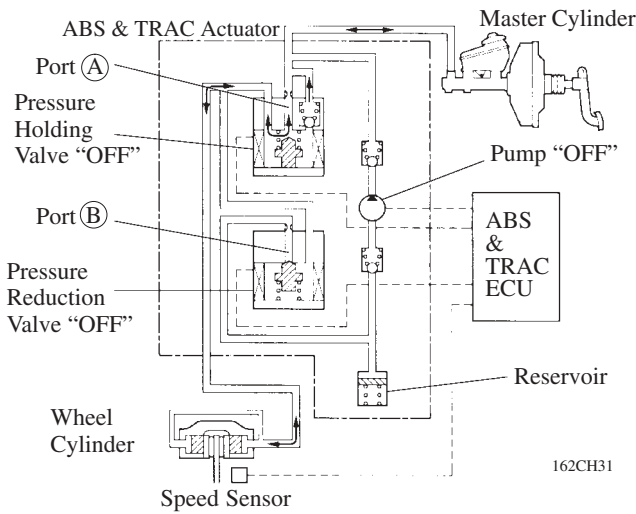 ABS & TRAC Actuator
Master Cylinder
Port A
Pressure
Holding
Valve “OFF”
Pump “OFF”
Port B
ABS
&
TRAC
ECU
Pressure
Reduction
Valve “OFF”
Reservoir
Wheel
Cylinder
162CH31
Speed Sensor